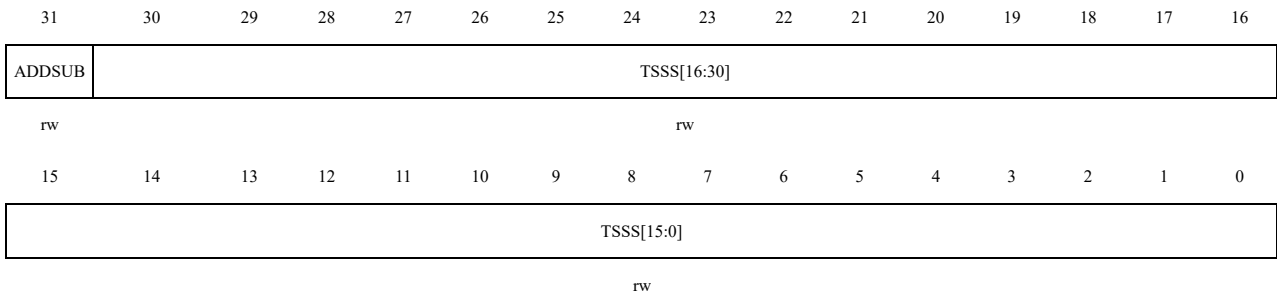 31 30 29 28 27 26 25 24 23 22 21 20 19 18 17 16
ADDSUB TSSS[16:30]
rw rw
15 14 13 12 11 10 9 8 7 6 5 4 3 2 1 0
TSSS[15:0]
rw